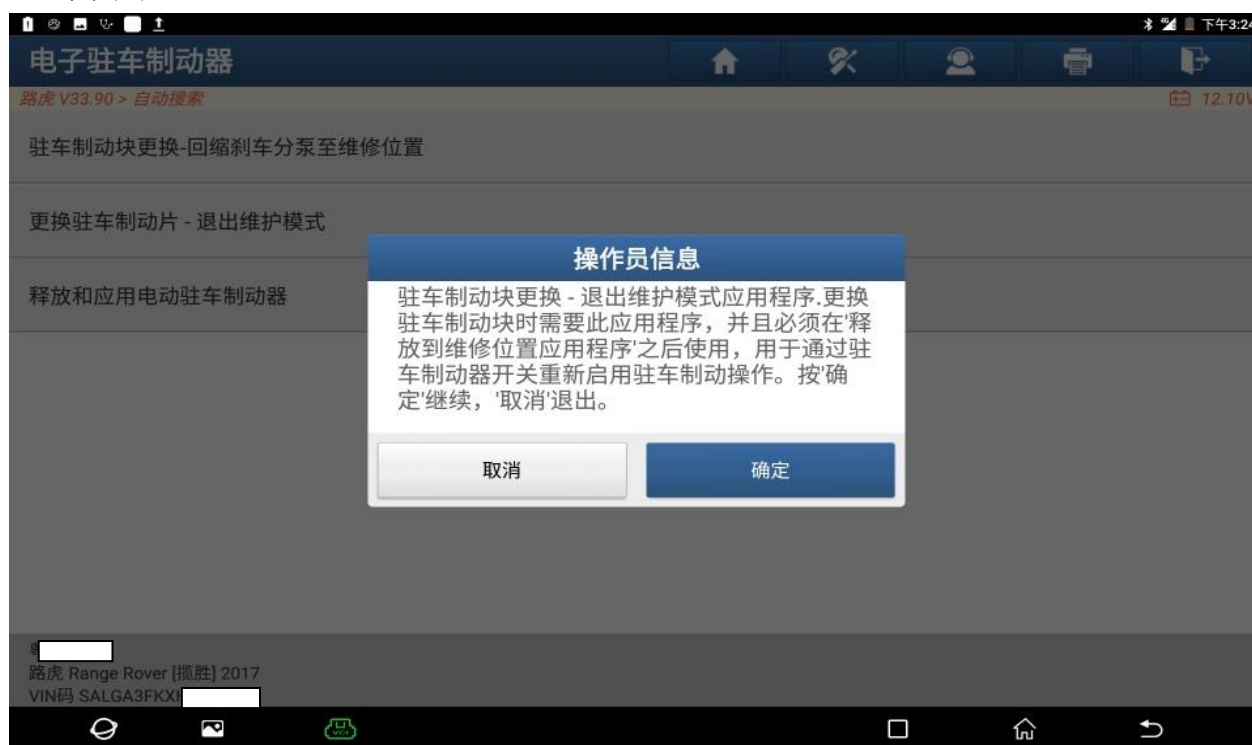 下午3:24
电子驻车制动器
路虎 V33.90 > 自动搜索
12.10V
驻车制动块更换-回缩刹车分泵至维修位置
更换驻车制动片 - 退出维护模式
释放和应用电动驻车制动器
操作员信息
驻车制动块更换 - 退出维护模式应用程序.更换
驻车制动块时需要此应用程序，并且必须在'释
放到维修位置应用程序'之后使用，用于通过驻
车制动器开关重新启用驻车制动操作。按'确
定'继续，'取消'退出。
取消
确定
路虎 Range Rover [揽胜] 2017
VIN码 SALGA3FKX
VCI